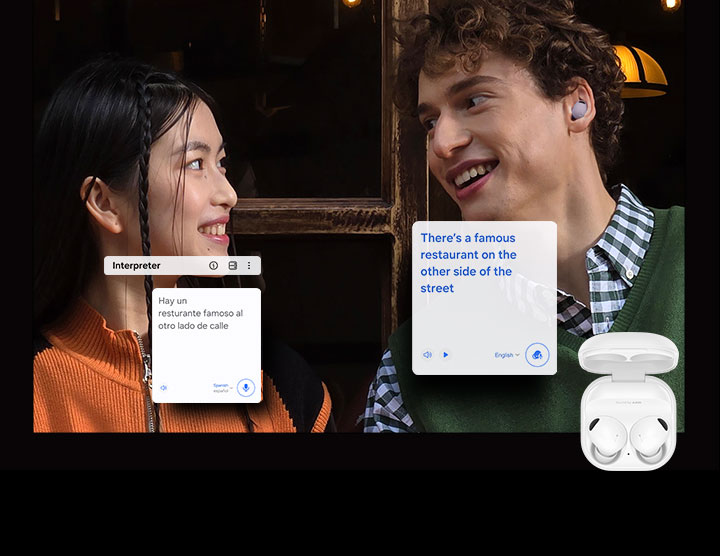 Interpreter
Hay un
resturante famoso al
otro lado de calle
Spanish
español
There's a famous
restaurant on the
other side of the
street
English